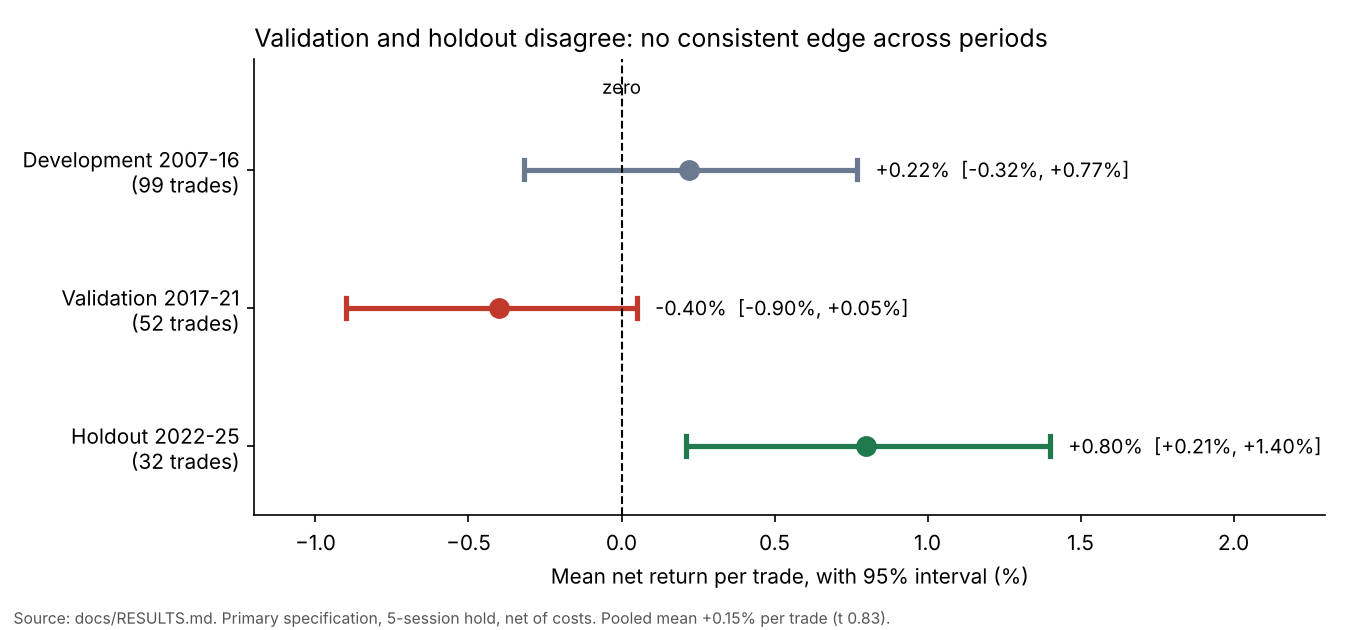 Validation and holdout disagree: no consistent edge across periods
zero
Development 2007-16
(99 trades)
+0.22%  [-0.32%, +0.77%]
Validation 2017-21
(52 trades)
-0.40%  [-0.90%, +0.05%]
Holdout 2022-25
(32 trades)
+0.80%  [+0.21%, +1.40%]
−1.0 −0.5 0.0 0.5 1.0 1.5 2.0
Mean net return per trade, with 95% interval (%)
Source: docs/RESULTS.md. Primary specification, 5-session hold, net of costs. Pooled mean +0.15% per trade (t 0.83).